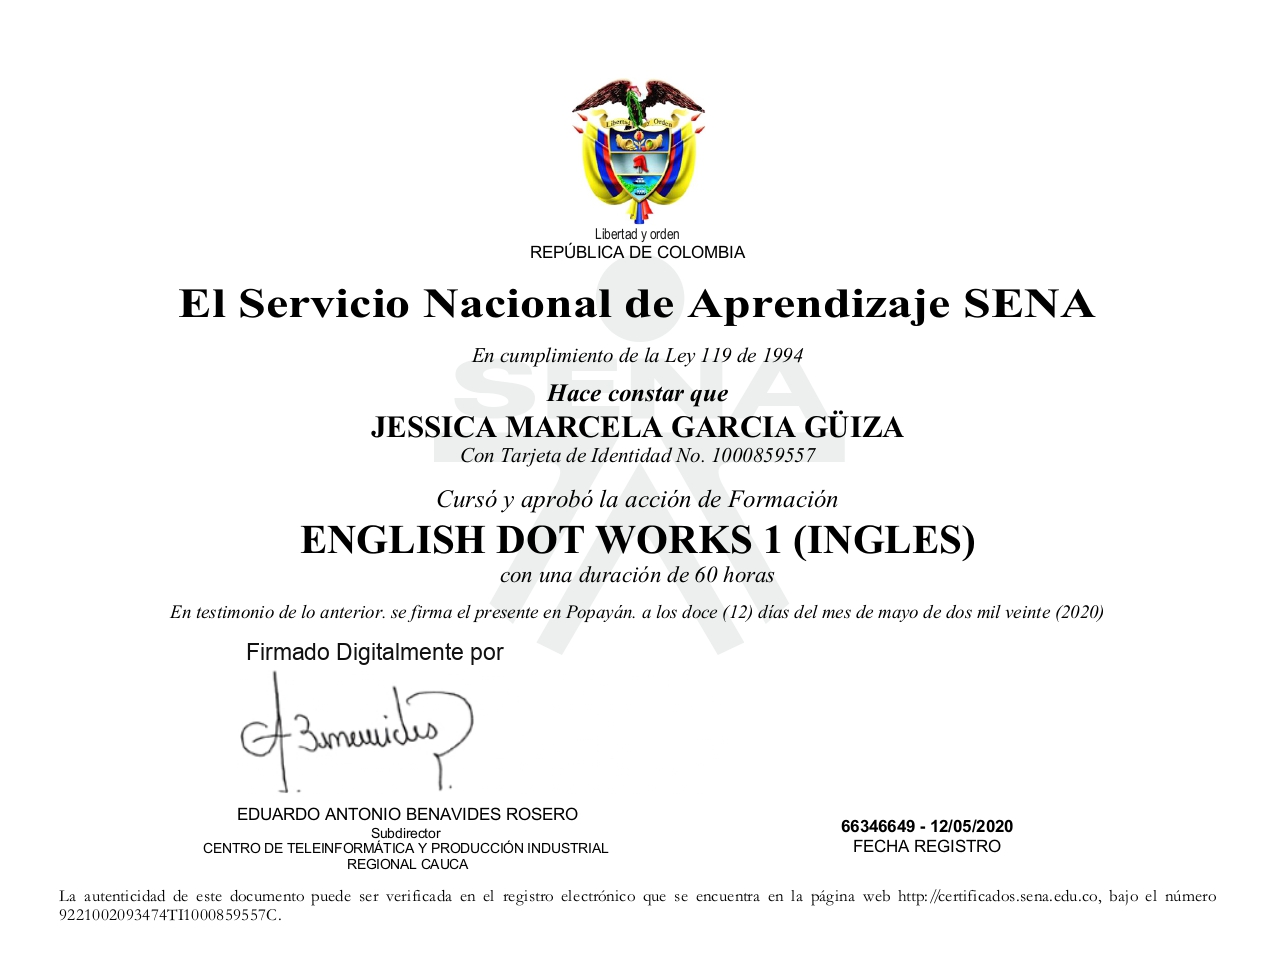 Libertad y Orden
Libertad y orden
REPÚBLICA DE COLOMBIA
El Servicio Nacional de Aprendizaje SENA
En cumplimiento de la Ley 119 de 1994
SENA
Hace constar que
JESSICA MARCELA GARCIA GÜIZA
Con Tarjeta de Identidad No. 1000859557
Cursó y aprobó la acción de Formación
ENGLISH DOT WORKS 1 (INGLES)
con una duración de 60 horas
En testimonio de lo anterior. se firma el presente en Popayán. a los doce (12) días del mes de mayo de dos mil veinte (2020)
Firmado Digitalmente por
ABenavides
EDUARDO ANTONIO BENAVIDES ROSERO
Subdirector
CENTRO DE TELEINFORMÁTICA Y PRODUCCIÓN INDUSTRIAL
REGIONAL CAUCA
66346649 - 12/05/2020
FECHA REGISTRO
La autenticidad de este documento puede ser verificada en el registro electrónico que se encuentra en la página web http://certificados.sena.edu.co, bajo el número
9221002093474TI1000859557C.